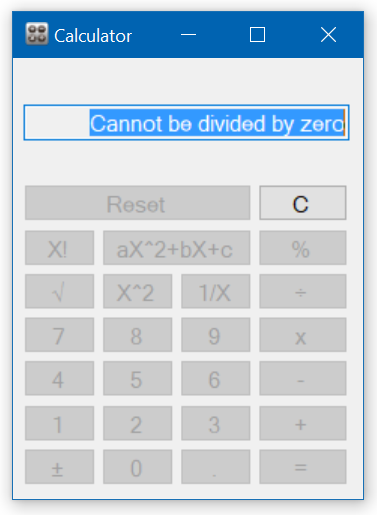 Calculator
Cannot be divided by zero
Reset C
X! aX^2+bX+c %
√ X^2 1/X ÷
7 8 9 x
4 5 6 -
1 2 3 +
± 0 . =